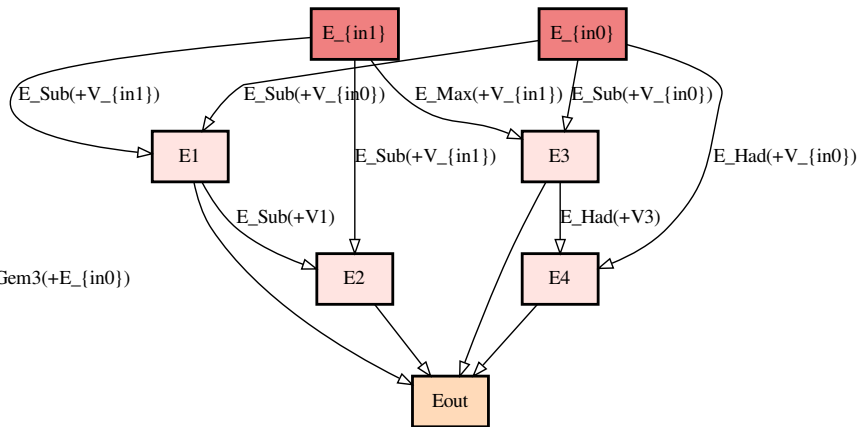 E_{in1}
E_{in0}
E_Sub(+V_{in1})
E_Sub(+V_{in0})
E_Max(+V_{in1})
E_Sub(+V_{in0})
E1
E_Sub(+V_{in1})
E3
E_Had(+V_{in0})
E_Sub(+V1)
E_Had(+V3)
Gem3(+E_{in0})
E2
E4
Eout